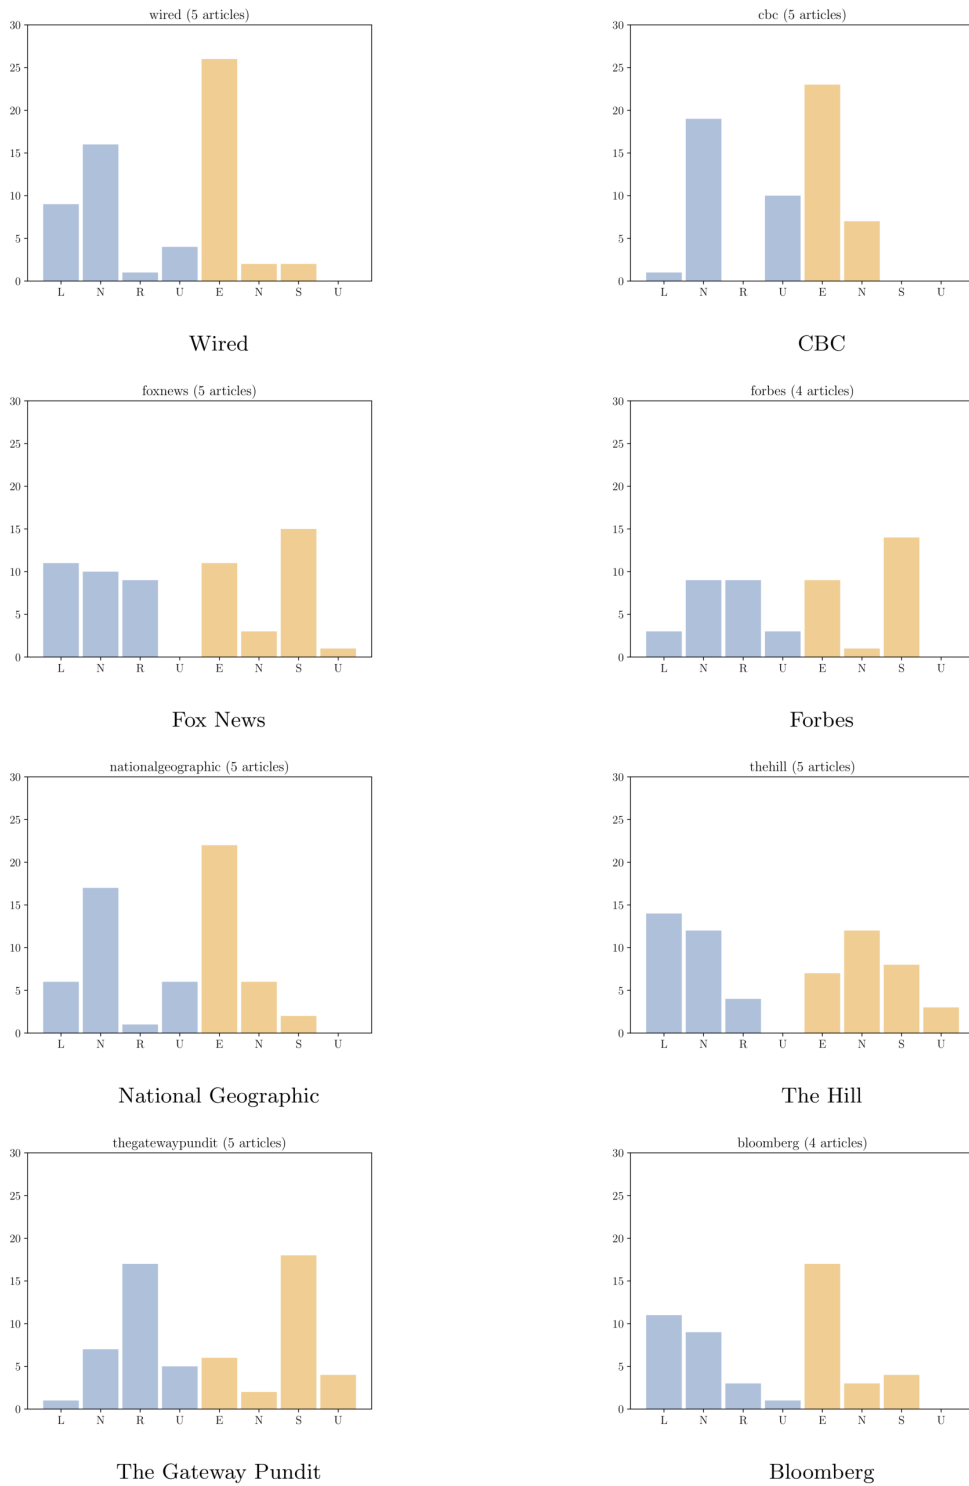 wired (5 articles)
30
25
20
15
10
5
0
L N R U E N S U
Wired
cbc (5 articles)
30
25
20
15
10
5
0
L N R U E N S U
CBC
foxnews (5 articles)
30
25
20
15
10
5
0
L N R U E N S U
Fox News
forbes (4 articles)
30
25
20
15
10
5
0
L N R U E N S U
Forbes
nationalgeographic (5 articles)
30
25
20
15
10
5
0
L N R U E N S U
National Geographic
thehill (5 articles)
30
25
20
15
10
5
0
L N R U E N S U
The Hill
thegatewaypundit (5 articles)
30
25
20
15
10
5
0
L N R U E N S U
The Gateway Pundit
bloomberg (4 articles)
30
25
20
15
10
5
0
L N R U E N S U
Bloomberg